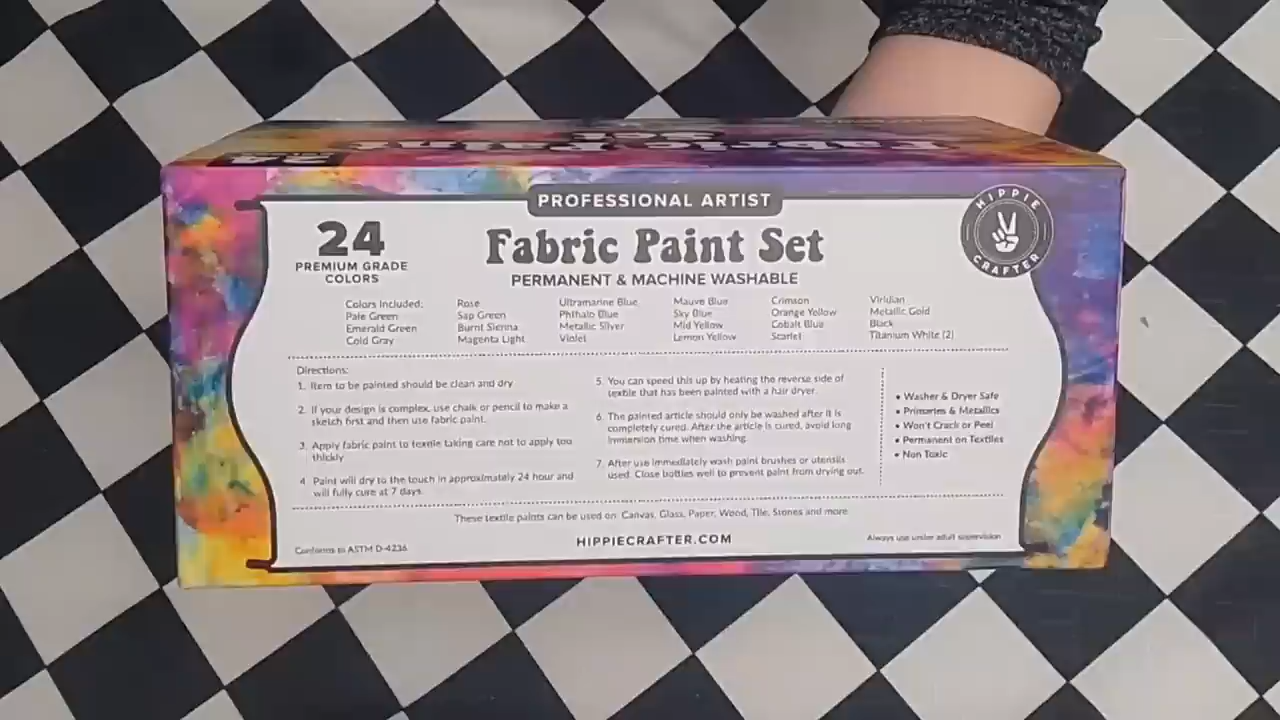 Fabric Paint
Set
24
PROFESSIONAL ARTIST
HIPPIE
CRAFTER
24
PREMIUM GRADE
COLORS
Fabric Paint Set
PERMANENT & MACHINE WASHABLE
Colors Included:
Pale Green
Emerald Green
Cold Gray
Rose
Sap Green
Burnt Sienna
Magenta Light
Ultramarine Blue
Phthalo Blue
Metallic Silver
Violet
Mauve Blue
Sky Blue
Mid Yellow
Lemon Yellow
Crimson
Orange Yellow
Cobalt Blue
Scarlet
Viridian
Metallic Gold
Black
Titanium White (2)
Directions:
1. Item to be painted should be clean and dry
2. If your design is complex, use chalk or pencil to make a
sketch first and then use fabric paint.
3. Apply fabric paint to textile taking care not to apply too
thickly
4. Paint will dry to the touch in approximately 24 hour and
will fully cure at 7 days.
5. You can speed this up by heating the reverse side of
textile that has been painted with a hair dryer.
6. The painted article should only be washed after it is
completely cured. After the article is cured, avoid long
immersion time when washing.
7. After use immediately wash paint brushes or utensils
used. Close bottles well to prevent paint from drying out.
• Washer & Dryer Safe
• Primaries & Metallics
• Won't Crack or Peel
• Permanent on Textiles
• Non Toxic
These textile paints can be used on: Canvas, Glass, Paper, Wood, Tile, Stones and more.
Conforms to ASTM D-4236
HIPPIECRAFTER.COM
Always use under adult supervision